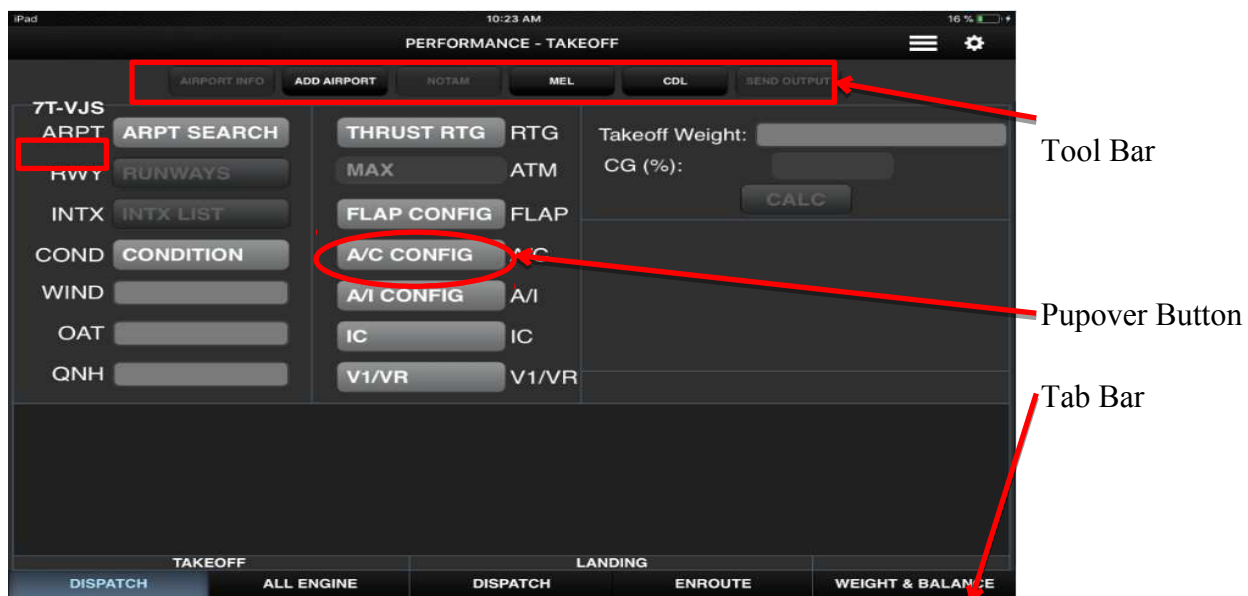 iPad 10:23 AM 16 %
PERFORMANCE - TAKEOFF
AIRPORT INFO ADD AIRPORT NOTAM MEL CDL SEND OUTPUT
7T-VJS
ARPT ARPT SEARCH THRUST RTG RTG Takeoff Weight:
Tool Bar
RWY RUNWAYS MAX ATM CG (%):
CALC
INTX INTX LIST FLAP CONFIG FLAP
COND CONDITION A/C CONFIG A/C
WIND A/I CONFIG A/I
Pupover Button
OAT IC IC
QNH V1/VR V1/VR
Tab Bar
TAKEOFF LANDING
DISPATCH ALL ENGINE DISPATCH ENROUTE WEIGHT & BALANCE